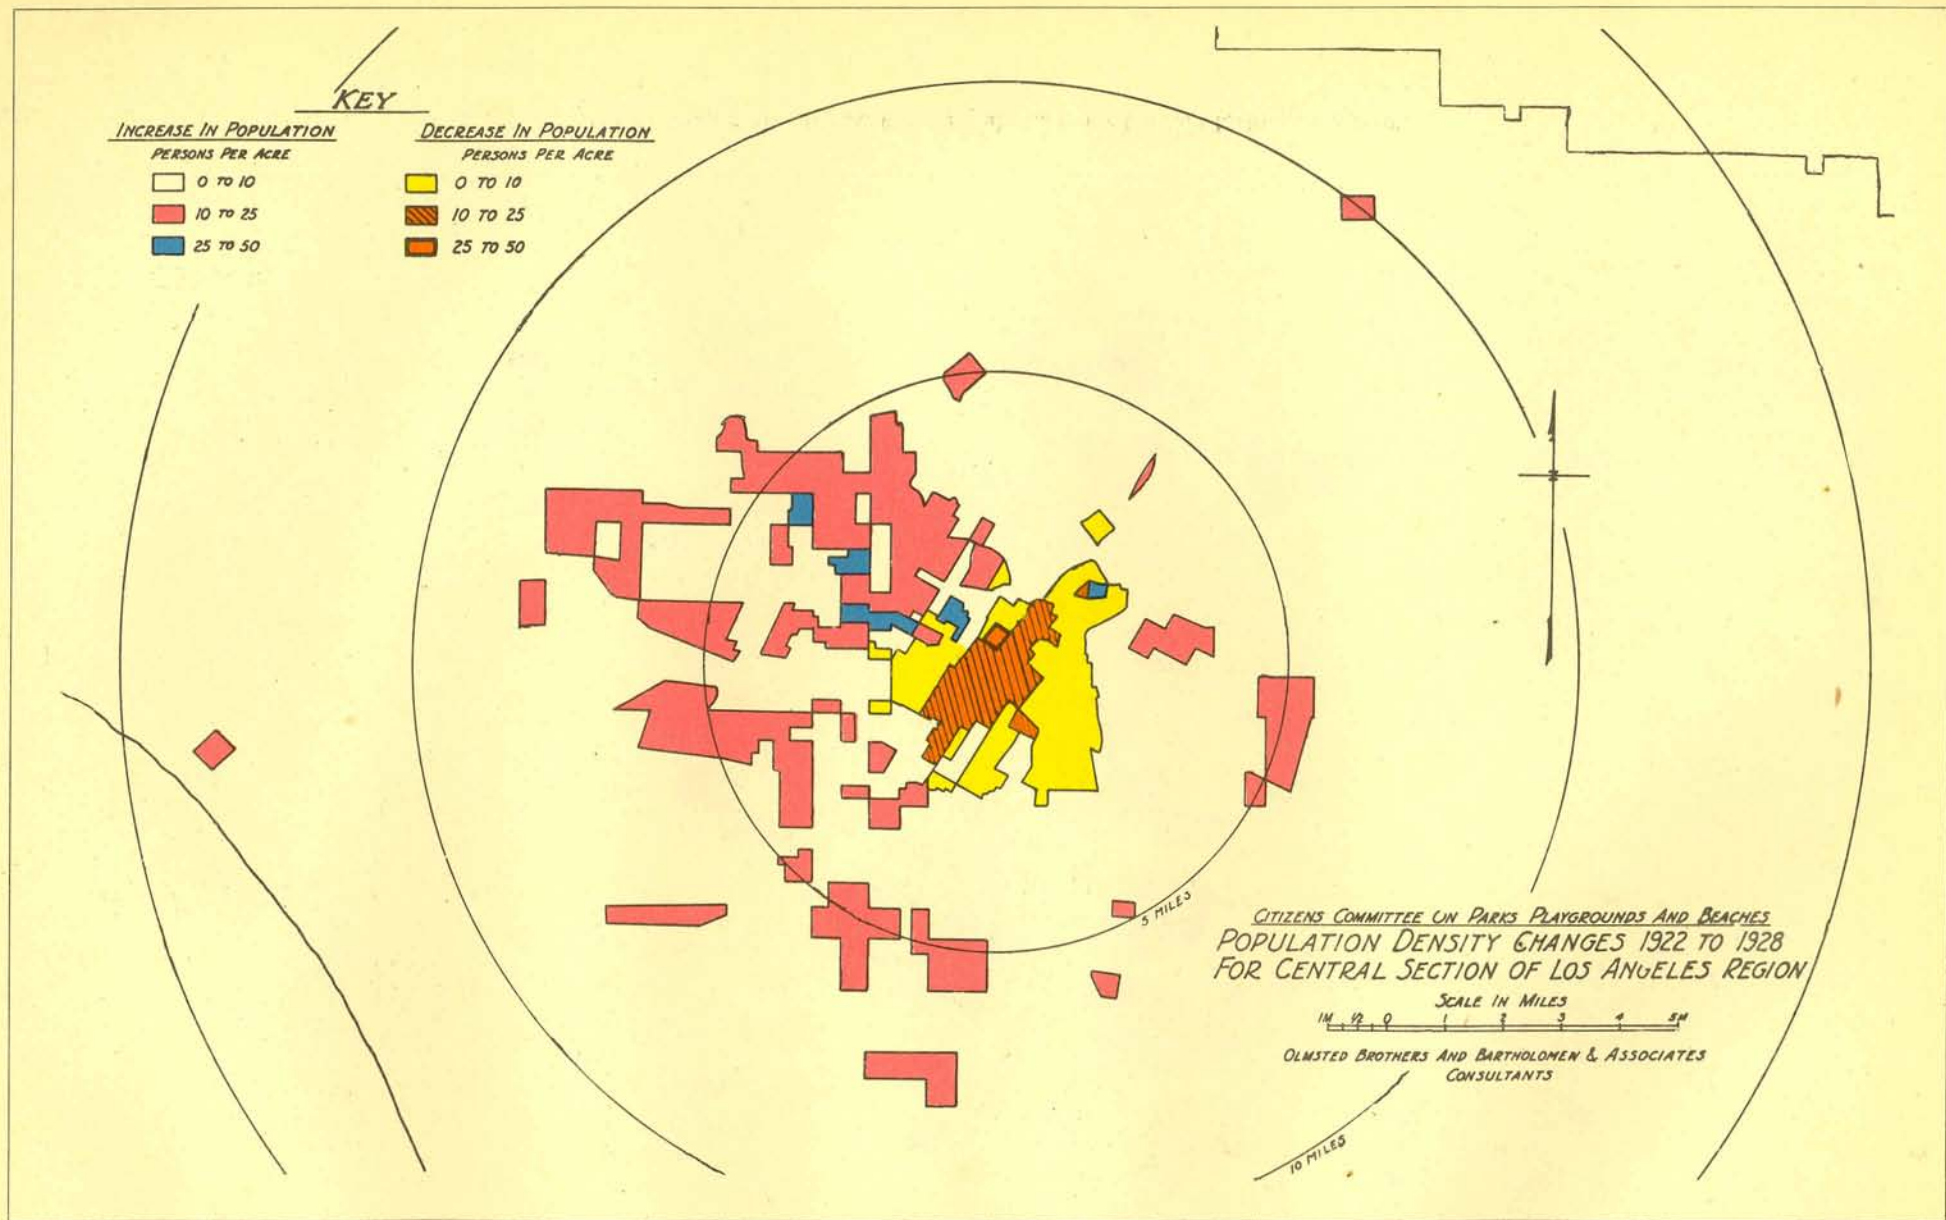 KEY
INCREASE IN POPULATION
PERSONS PER ACRE
0 TO 10
10 TO 25
25 TO 50
DECREASE IN POPULATION
PERSONS PER ACRE
0 TO 10
10 TO 25
25 TO 50
5 MILES
CITIZENS COMMITTEE ON PARKS PLAYGROUNDS AND BEACHES
POPULATION DENSITY CHANGES 1922 TO 1928
FOR CENTRAL SECTION OF LOS ANGELES REGION
SCALE IN MILES
1M 1/2 0 1 2 3 4 5M
OLMSTED BROTHERS AND BARTHOLOMEW & ASSOCIATES
CONSULTANTS
10 MILES